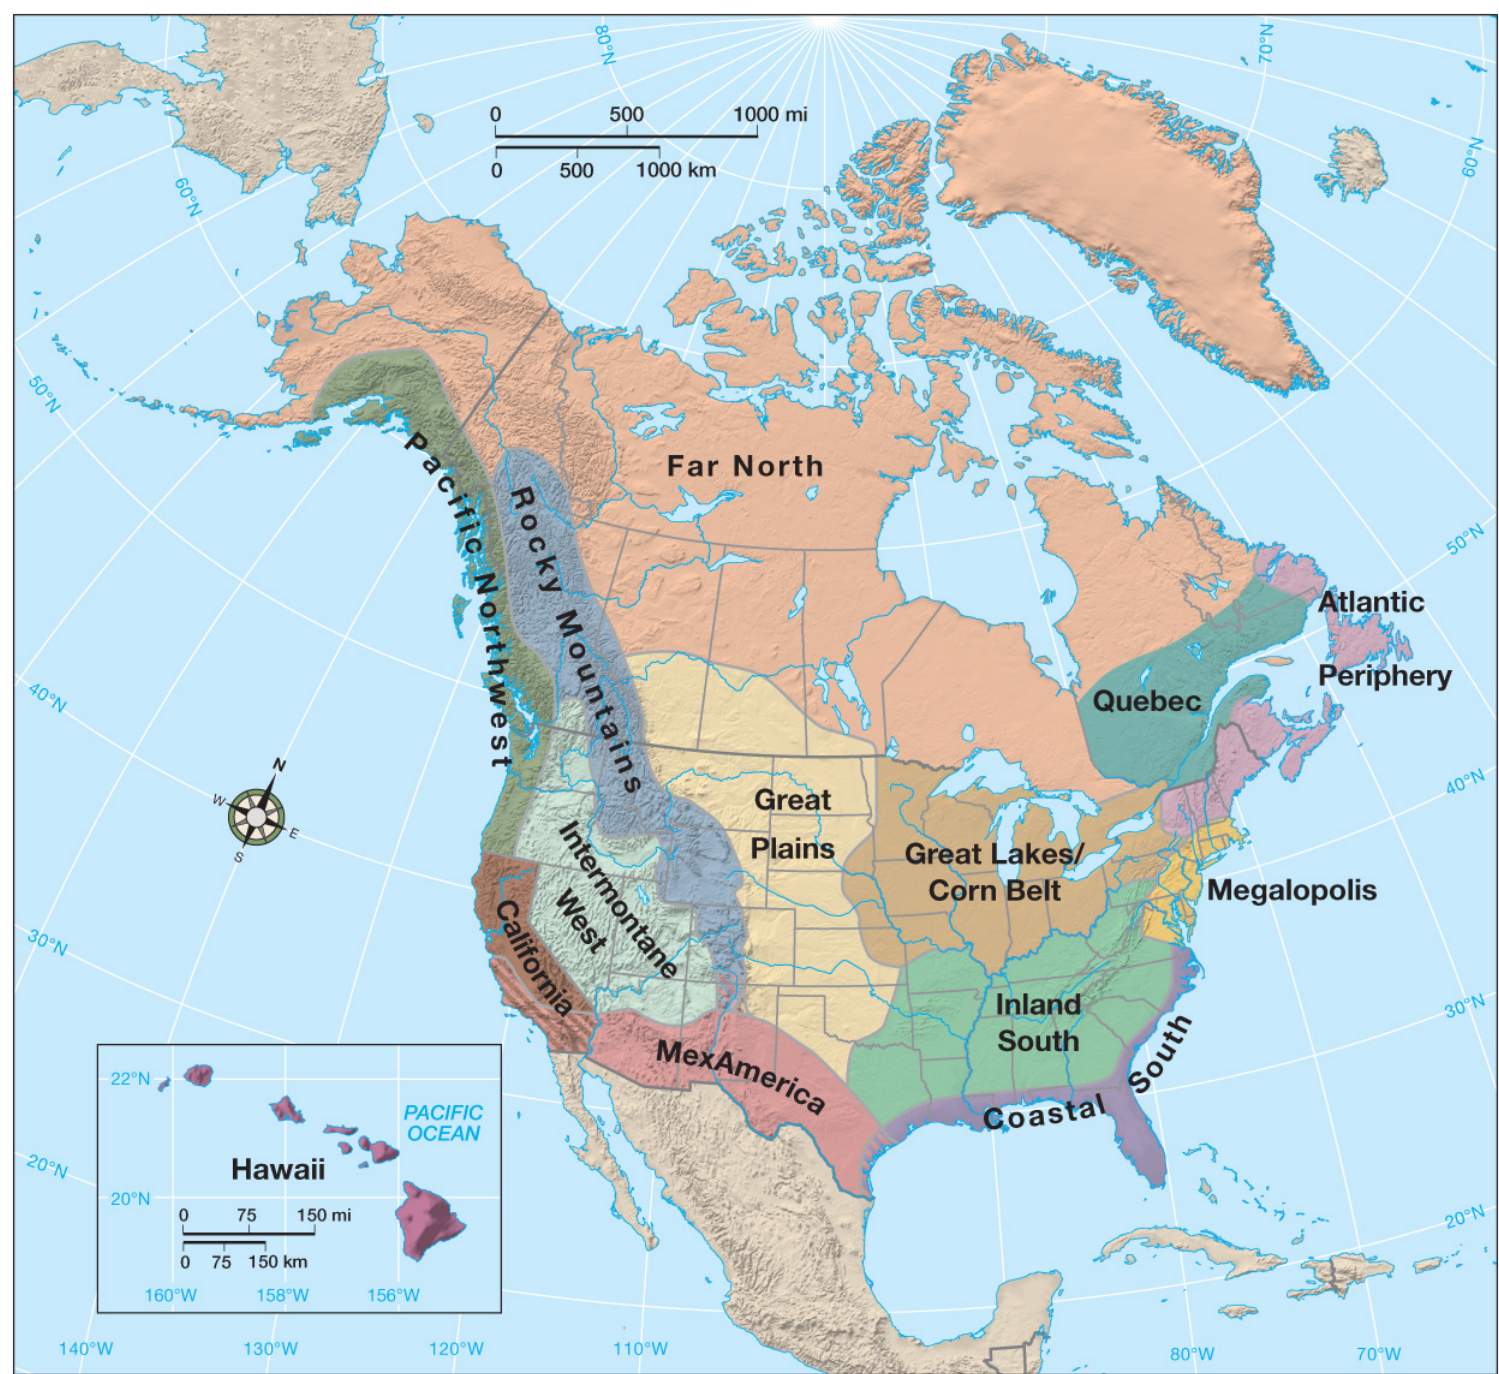 80°N
70°N
0 500 1000 mi
0 500 1000 km
60°N
60°N
50°N
50°N
Far North
Pacific Northwest
Rocky Mountains
Atlantic
Periphery
Quebec
40°N
40°N
N
W
E
S
Great
Plains
Great Lakes/
Corn Belt
Megalopolis
Intermontane
West
California
30°N
30°N
Inland
South
MexAmerica
Coastal South
22°N
PACIFIC
OCEAN
Hawaii
20°N
0 75 150 mi
0 75 150 km
160°W 158°W 156°W
20°N
20°N
140°W 130°W 120°W 110°W 80°W 70°W